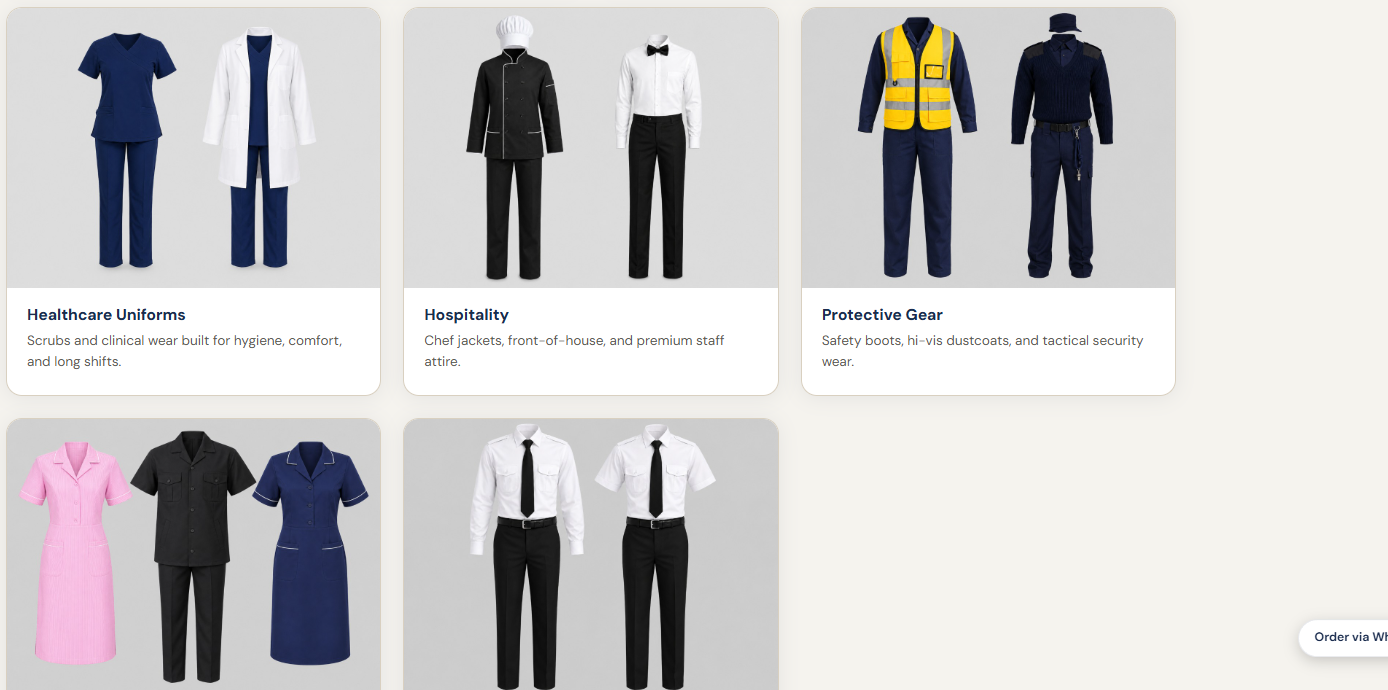 Healthcare Uniforms
Scrubs and clinical wear built for hygiene, comfort,
and long shifts.
Hospitality
Chef jackets, front-of-house, and premium staff
attire.
Protective Gear
Safety boots, hi-vis dustcoats, and tactical security
wear.
Order via